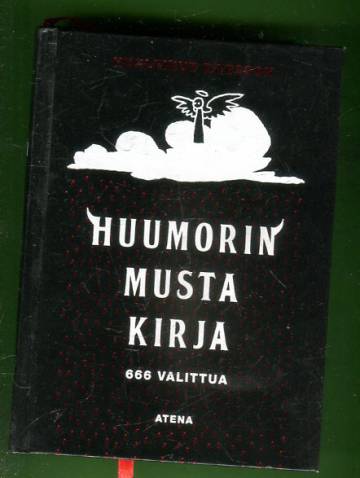 HUUMORIN
MUSTA
KIRJA
666 VALITTUA
ATENA